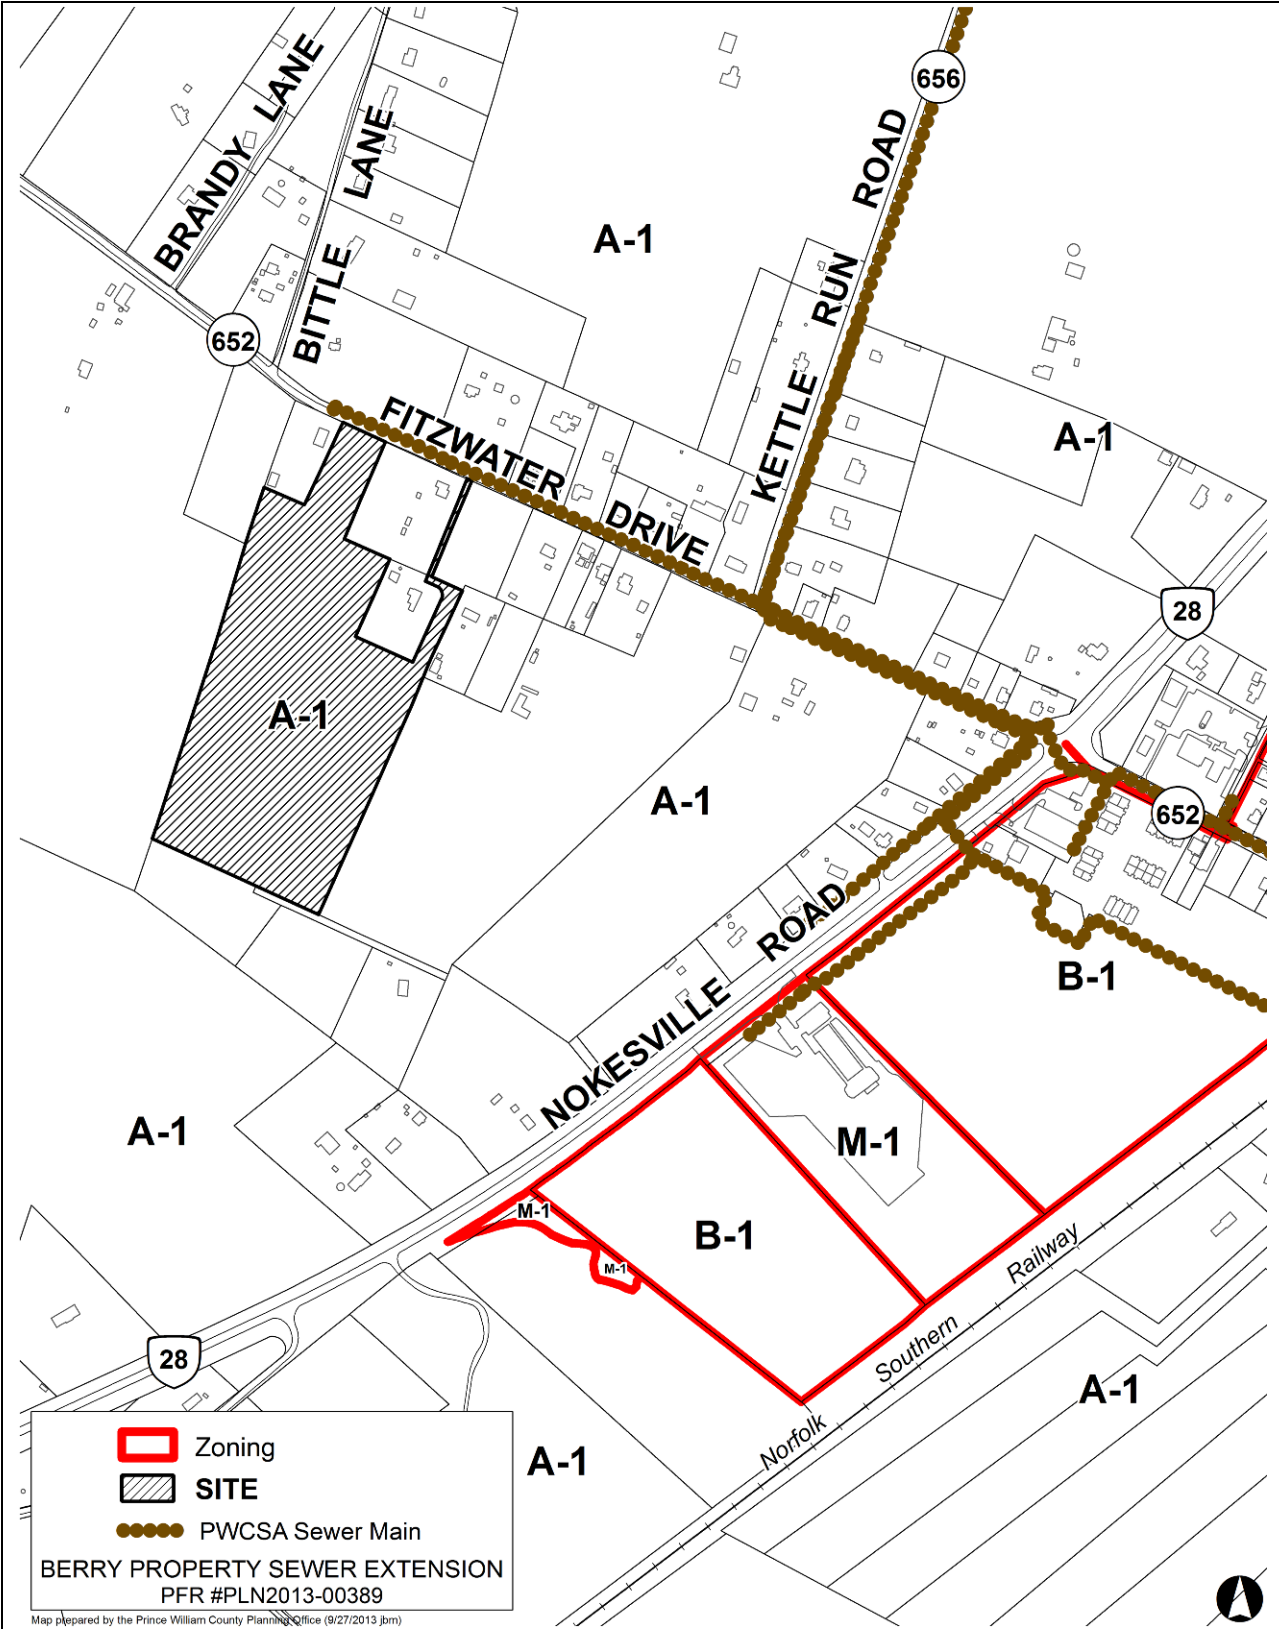 656
BRANDY LANE
BITTLE LANE
KETTLE RUN ROAD
A-1
652
A-1
FITZWATER DRIVE
28
A-1
A-1
652
NOKESVILLE ROAD
B-1
A-1
M-1
M-1
B-1
M-1
Norfolk Southern Railway
28
A-1
A-1
Zoning
SITE
PWCSA Sewer Main
BERRY PROPERTY SEWER EXTENSION
PFR #PLN2013-00389
Map prepared by the Prince William County Planning Office (9/27/2013 jbm)